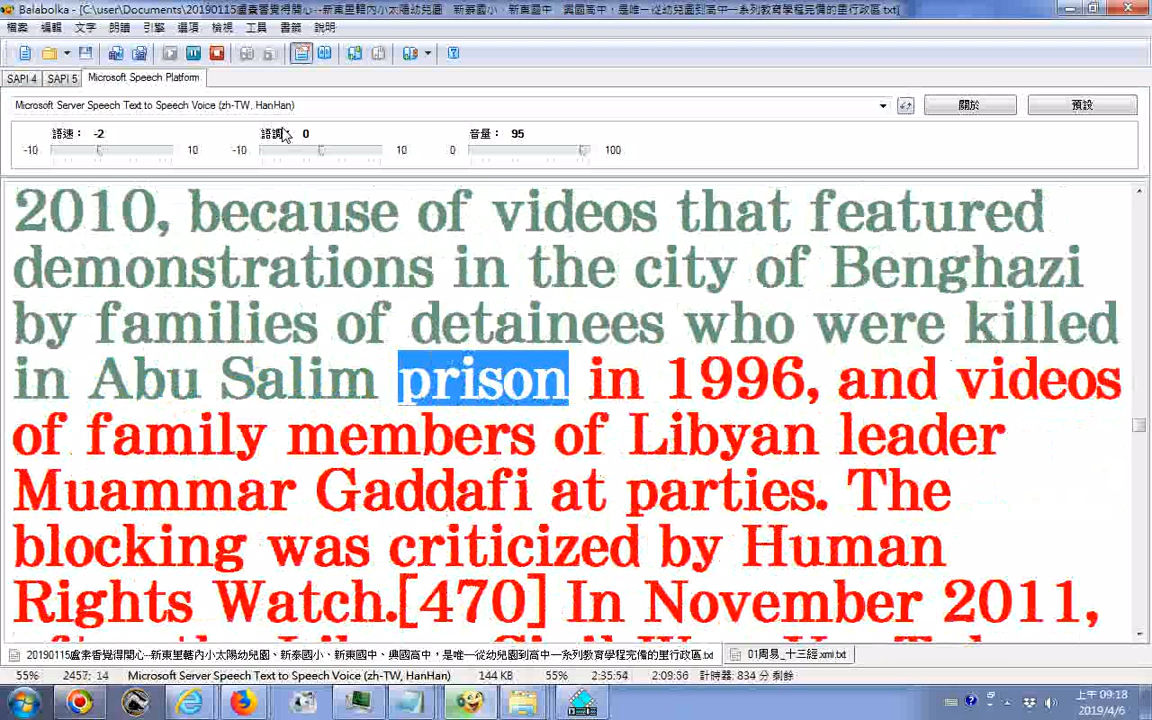 Balabolka - [C:\user\Documents\20190115盧素香覺得開心--新東里轄內小太陽幼兒園、新泰國小、新東國中、興國高中，是唯一從幼兒園到高中一系列教育學程完備的里行政區.txt]
檔案 編輯 文字 朗讀 引擎 選項 檢視 工具 書籤 說明
SAPI 4 SAPI 5 Microsoft Speech Platform
Microsoft Server Speech Text to Speech Voice (zh-TW, HanHan) 關於 預設
語速： -2 語調： 0 音量： 95
-10 10 -10 10 0 100
2010, because of videos that featured
demonstrations in the city of Benghazi
by families of detainees who were killed
in Abu Salim prison in 1996, and videos
of family members of Libyan leader
Muammar Gaddafi at parties. The
blocking was criticized by Human
Rights Watch.[470] In November 2011,
20190115盧素香覺得開心--新東里轄內小太陽幼兒園、新泰國小、新東國中、興國高中，是唯一從幼兒園到高中一系列教育學程完備的里行政區.txt 01周易_十三經.xml.txt
55% 2457: 14 Microsoft Server Speech Text to Speech Voice (zh-TW, HanHan) 144 KB 55% 2:35:54 2:09:56 計時器： 834 分 剩餘
上午 09:18
2019/4/6